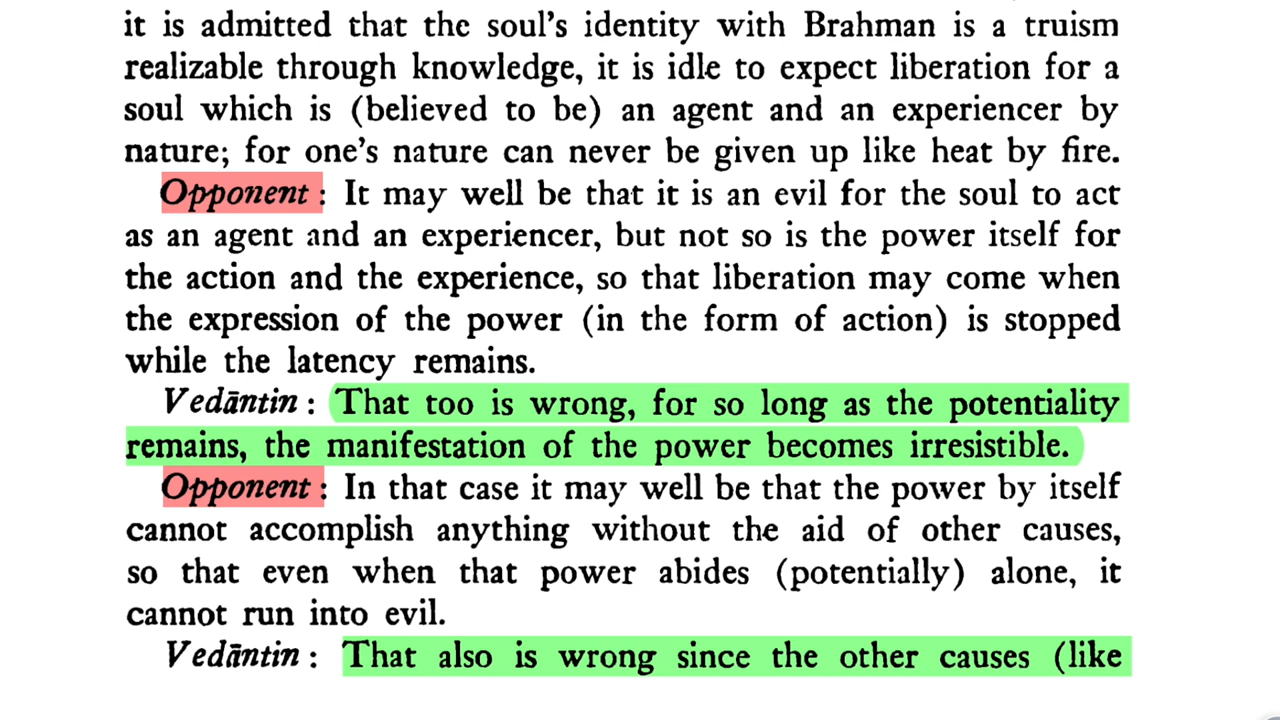 it is admitted that the soul's identity with Brahman is a truism
realizable through knowledge, it is idle to expect liberation for a
soul which is (believed to be) an agent and an experiencer by
nature; for one's nature can never be given up like heat by fire.
Opponent: It may well be that it is an evil for the soul to act
as an agent and an experiencer, but not so is the power itself for
the action and the experience, so that liberation may come when
the expression of the power (in the form of action) is stopped
while the latency remains.
Vedāntin: That too is wrong, for so long as the potentiality
remains, the manifestation of the power becomes irresistible.
Opponent: In that case it may well be that the power by itself
cannot accomplish anything without the aid of other causes,
so that even when that power abides (potentially) alone, it
cannot run into evil.
Vedāntin: That also is wrong since the other causes (like